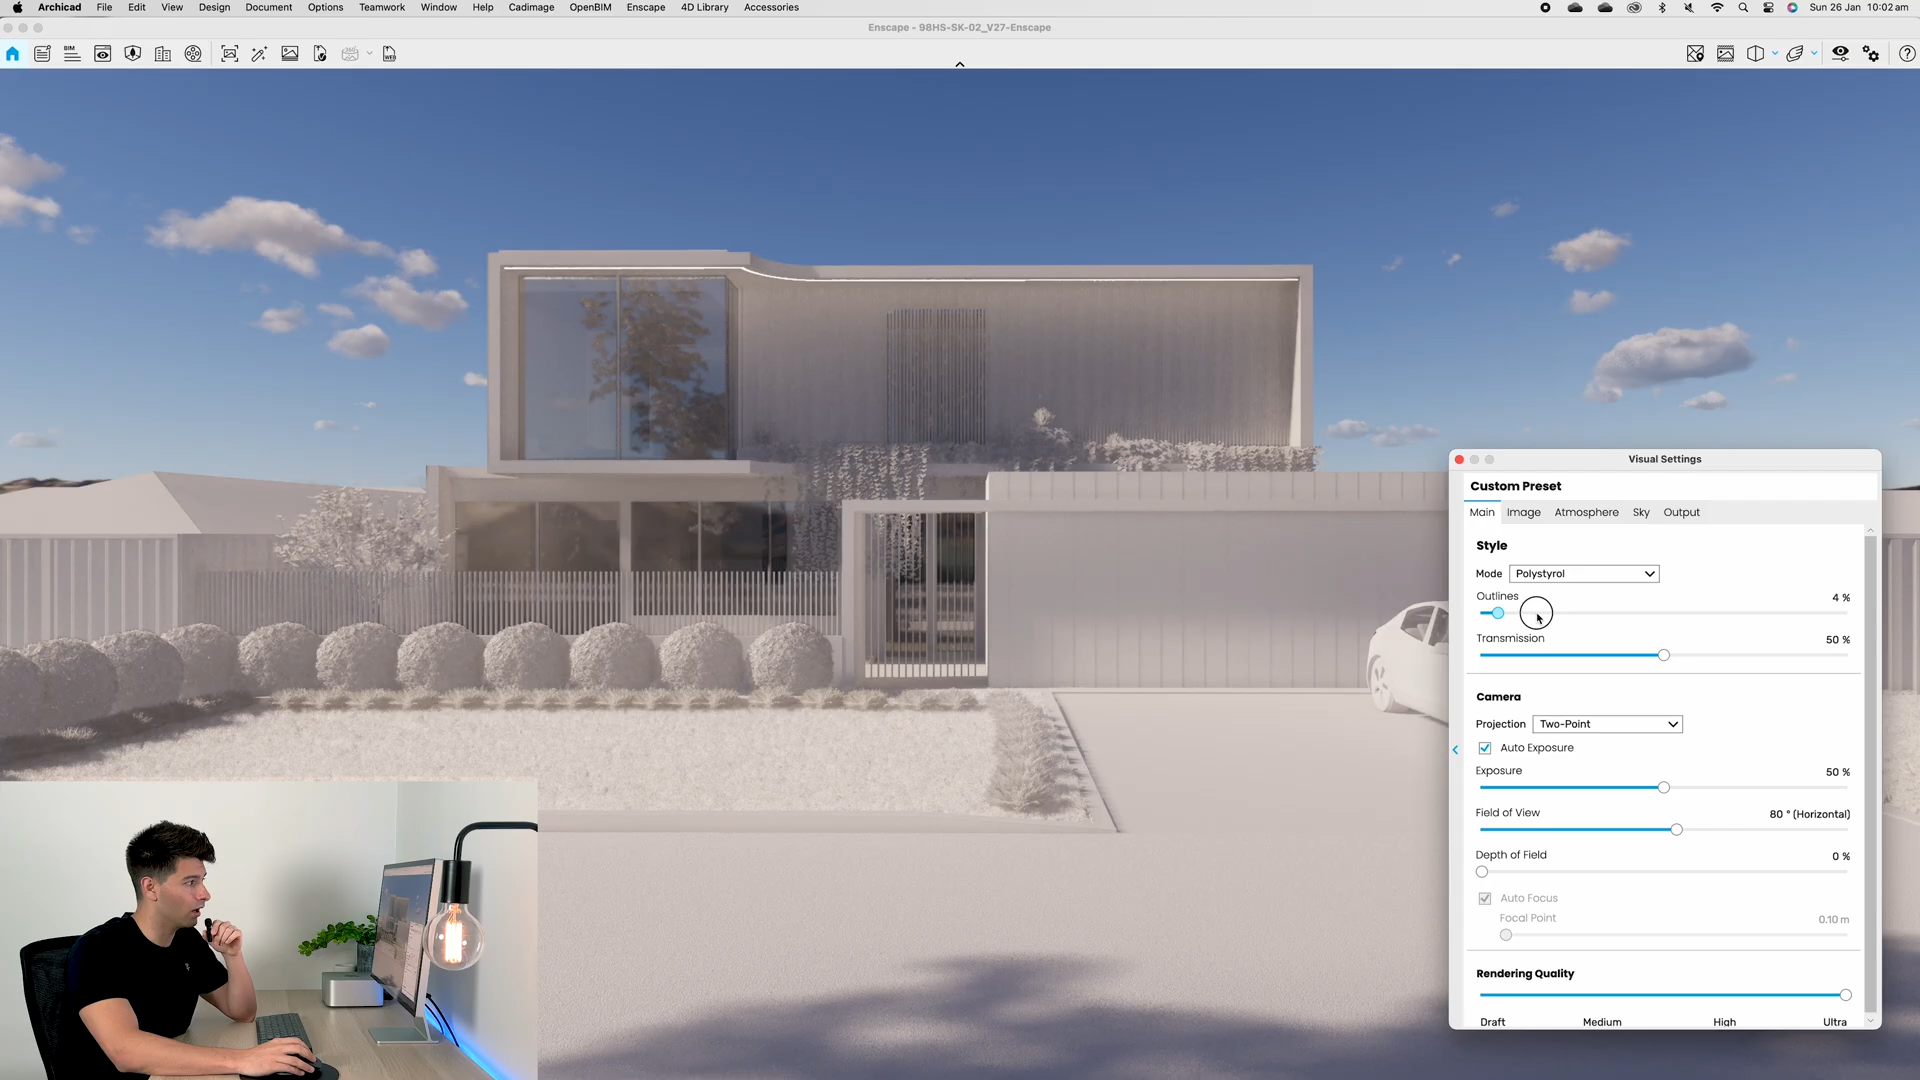 Archicad File Edit View Design Document Options Teamwork Window Help Cadimage OpenBIM Enscape 4D Library Accessories Sun 26 Jan 10:02 am
Enscape - 98HS-SK-02_V27-Enscape
BIM
360°
WEB
Visual Settings
Custom Preset
Main Image Atmosphere Sky Output
Style
Mode Polystyrol
Outlines 4 %
Transmission 50 %
Camera
Projection Two-Point
Auto Exposure
Exposure 50 %
Field of View 80 ° (Horizontal)
Depth of Field 0 %
Auto Focus
Focal Point 0.10 m
Rendering Quality
Draft Medium High Ultra